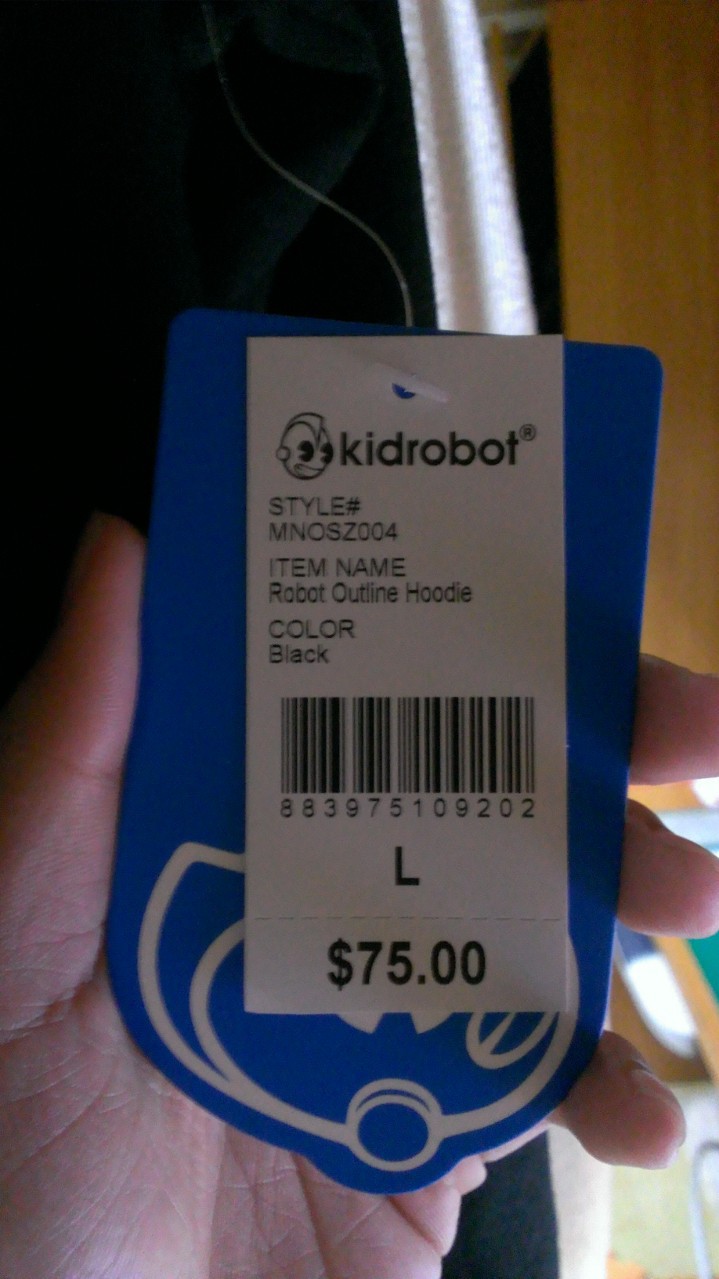 kidrobot®
STYLE#
MNOSZ004
ITEM NAME
Robot Outline Hoodie
COLOR
Black
883975109202
L
$75.00